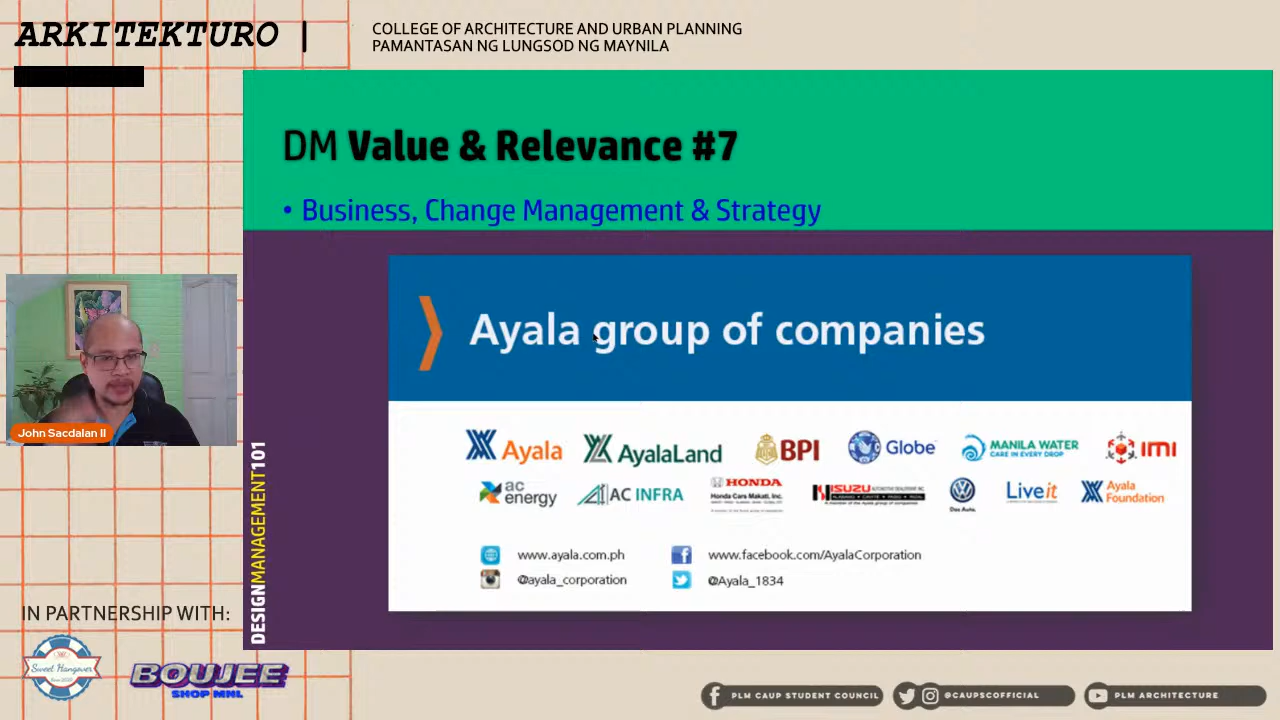 ARKITEKTURO |
COLLEGE OF ARCHITECTURE AND URBAN PLANNING
PAMANTASAN NG LUNGSOD NG MAYNILA
DM Value & Relevance #7
• Business, Change Management & Strategy
Ayala group of companies
Ayala
AyalaLand
BPI
Globe
MANILA WATER
CARE IN EVERY DROP
IMI
ac energy
AC INFRA
HONDA
Honda Cars Makati, Inc.
ISUZU
Das Auto.
Liveit
Ayala Foundation
www.ayala.com.ph
www.facebook.com/AyalaCorporation
@ayala_corporation
@Ayala_1834
John Sacdalan II
DESIGNMANAGEMENT101
IN PARTNERSHIP WITH:
Sweet Hangover
BOUJEE
SHOP MNL
PLM CAUP STUDENT COUNCIL
@CAUPSCOFFICIAL
PLM ARCHITECTURE